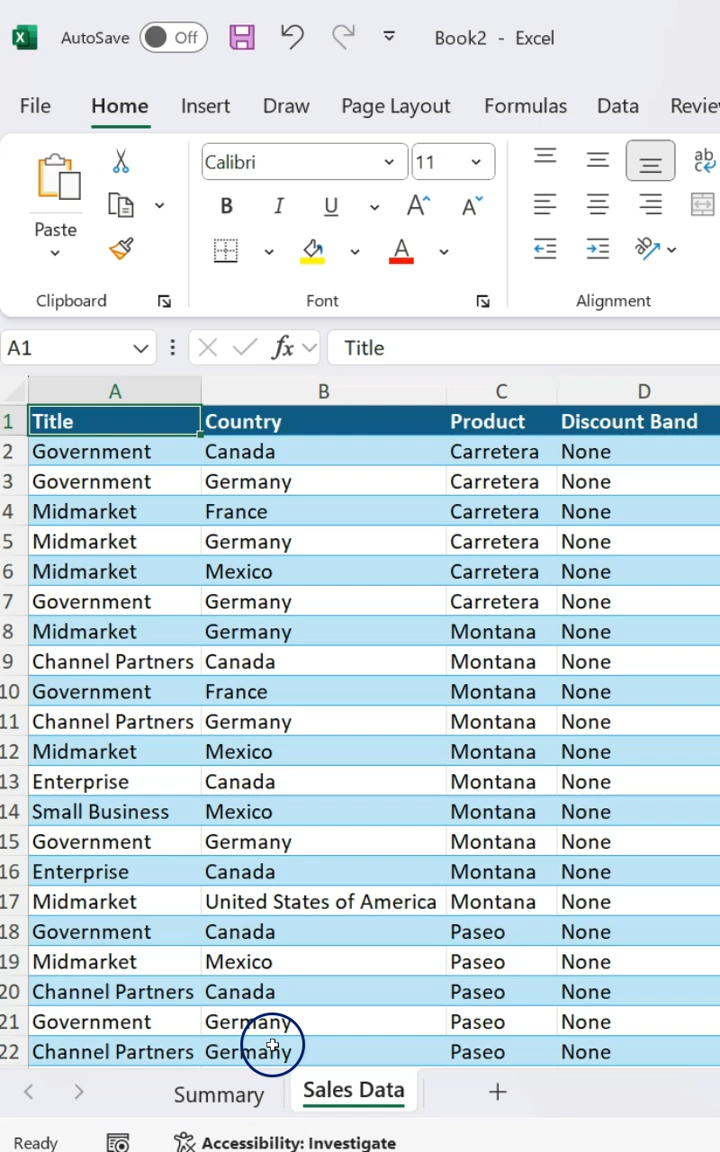 AutoSave Off Book2 - Excel
File Home Insert Draw Page Layout Formulas Data
Calibri 11 ab
B I U A A
Paste A
Clipboard Font Alignment
A1 fx Title
A B C D
1 Title Country Product Discount Band
2 Government Canada Carretera None
3 Government Germany Carretera None
4 Midmarket France Carretera None
5 Midmarket Germany Carretera None
6 Midmarket Mexico Carretera None
7 Government Germany Carretera None
8 Midmarket Germany Montana None
9 Channel Partners Canada Montana None
10 Government France Montana None
11 Channel Partners Germany Montana None
12 Midmarket Mexico Montana None
13 Enterprise Canada Montana None
14 Small Business Mexico Montana None
15 Government Germany Montana None
16 Enterprise Canada Montana None
17 Midmarket United States of America Montana None
18 Government Canada Paseo None
19 Midmarket Mexico Paseo None
20 Channel Partners Canada Paseo None
21 Government Germany Paseo None
22 Channel Partners Germany Paseo None
Summary Sales Data
Ready Accessibility: Investigate